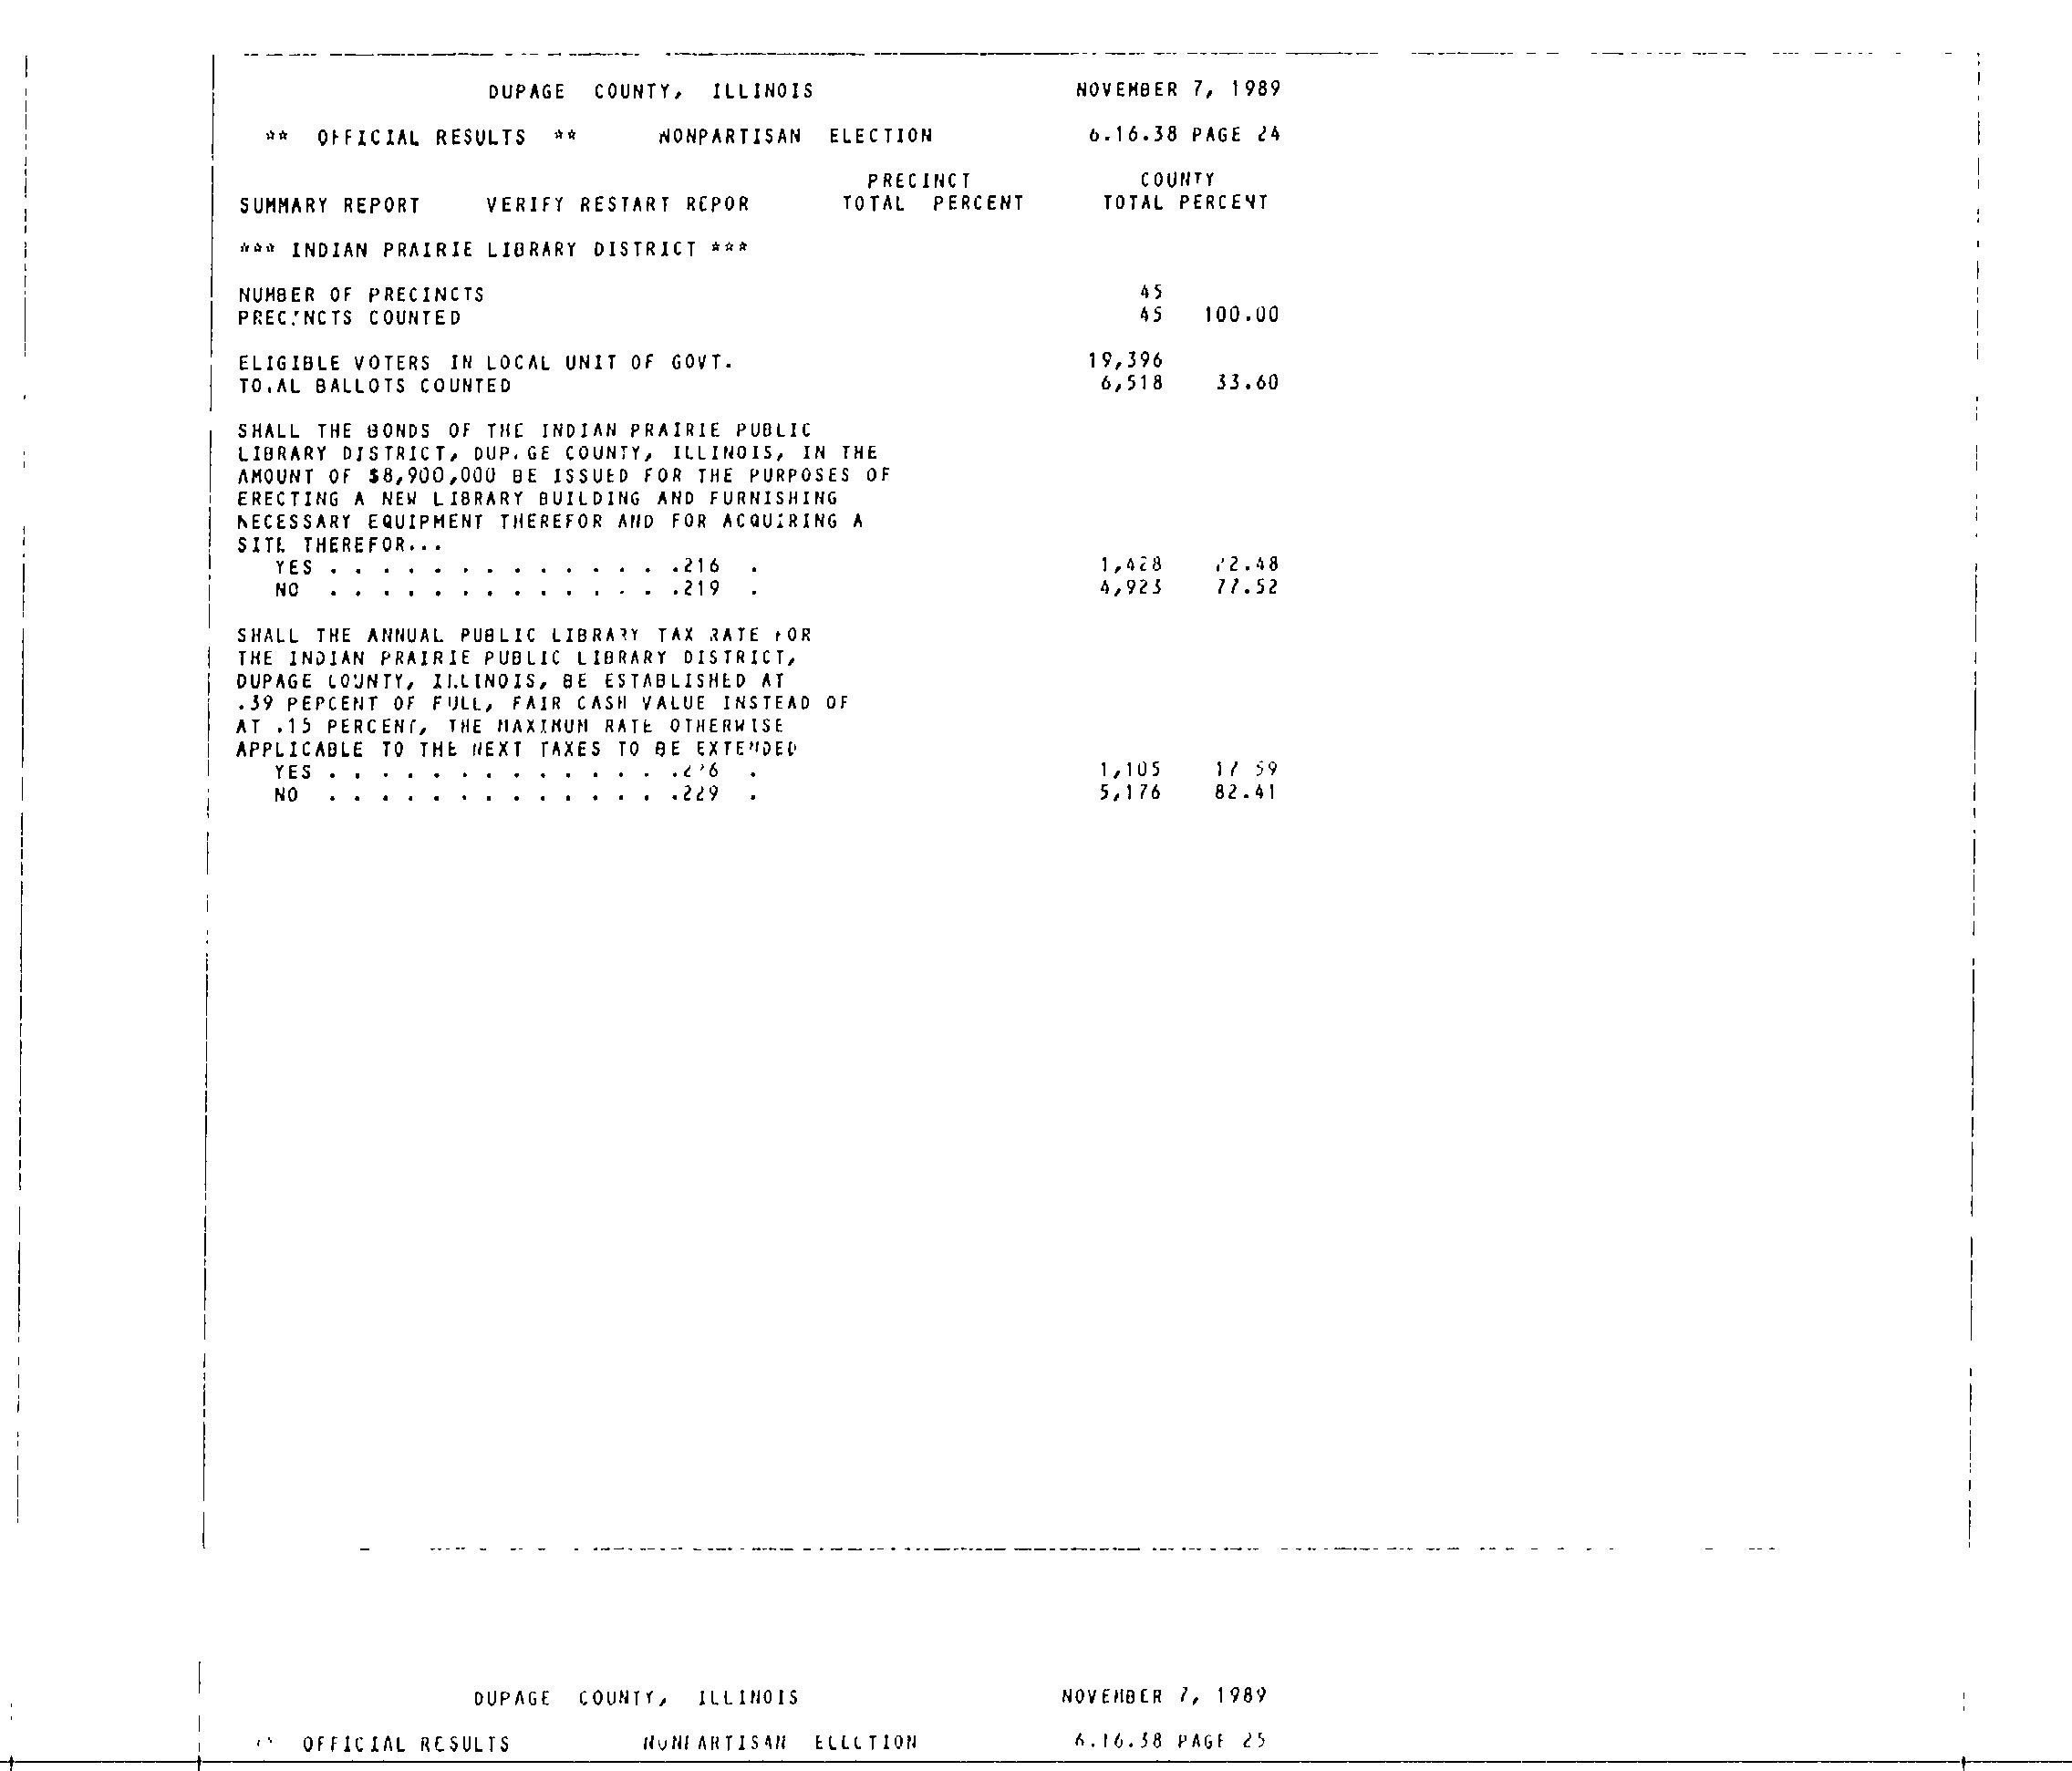 DUPAGE COUNTY, ILLINOIS NOVEMBER 7, 1989
** OFFICIAL RESULTS ** NONPARTISAN ELECTION 6.16.38 PAGE 24
PRECINCT COUNTY
SUMMARY REPORT VERIFY RESTART REPOR TOTAL PERCENT TOTAL PERCENT
*** INDIAN PRAIRIE LIBRARY DISTRICT ***
NUMBER OF PRECINCTS 45
PRECINCTS COUNTED 45 100.00
ELIGIBLE VOTERS IN LOCAL UNIT OF GOVT. 19,396
TOTAL BALLOTS COUNTED 6,518 33.60
SHALL THE BONDS OF THE INDIAN PRAIRIE PUBLIC
LIBRARY DISTRICT, DUPAGE COUNTY, ILLINOIS, IN THE
AMOUNT OF $8,900,000 BE ISSUED FOR THE PURPOSES OF
ERECTING A NEW LIBRARY BUILDING AND FURNISHING
NECESSARY EQUIPMENT THEREFOR AND FOR ACQUIRING A
SITE THEREFOR...
YES . . . . . . . . . . . . . .216 . 1,428 22.48
NO . . . . . . . . . . . . . .219 . 4,923 77.52
SHALL THE ANNUAL PUBLIC LIBRARY TAX RATE FOR
THE INDIAN PRAIRIE PUBLIC LIBRARY DISTRICT,
DUPAGE COUNTY, ILLINOIS, BE ESTABLISHED AT
.39 PERCENT OF FULL, FAIR CASH VALUE INSTEAD OF
AT .15 PERCENT, THE MAXIMUM RATE OTHERWISE
APPLICABLE TO THE NEXT TAXES TO BE EXTENDED
YES . . . . . . . . . . . . . .226 . 1,105 17.59
NO . . . . . . . . . . . . . .229 . 5,176 82.41
DUPAGE COUNTY, ILLINOIS NOVEMBER 7, 1989
OFFICIAL RESULTS NONPARTISAN ELECTION 6.16.38 PAGE 25